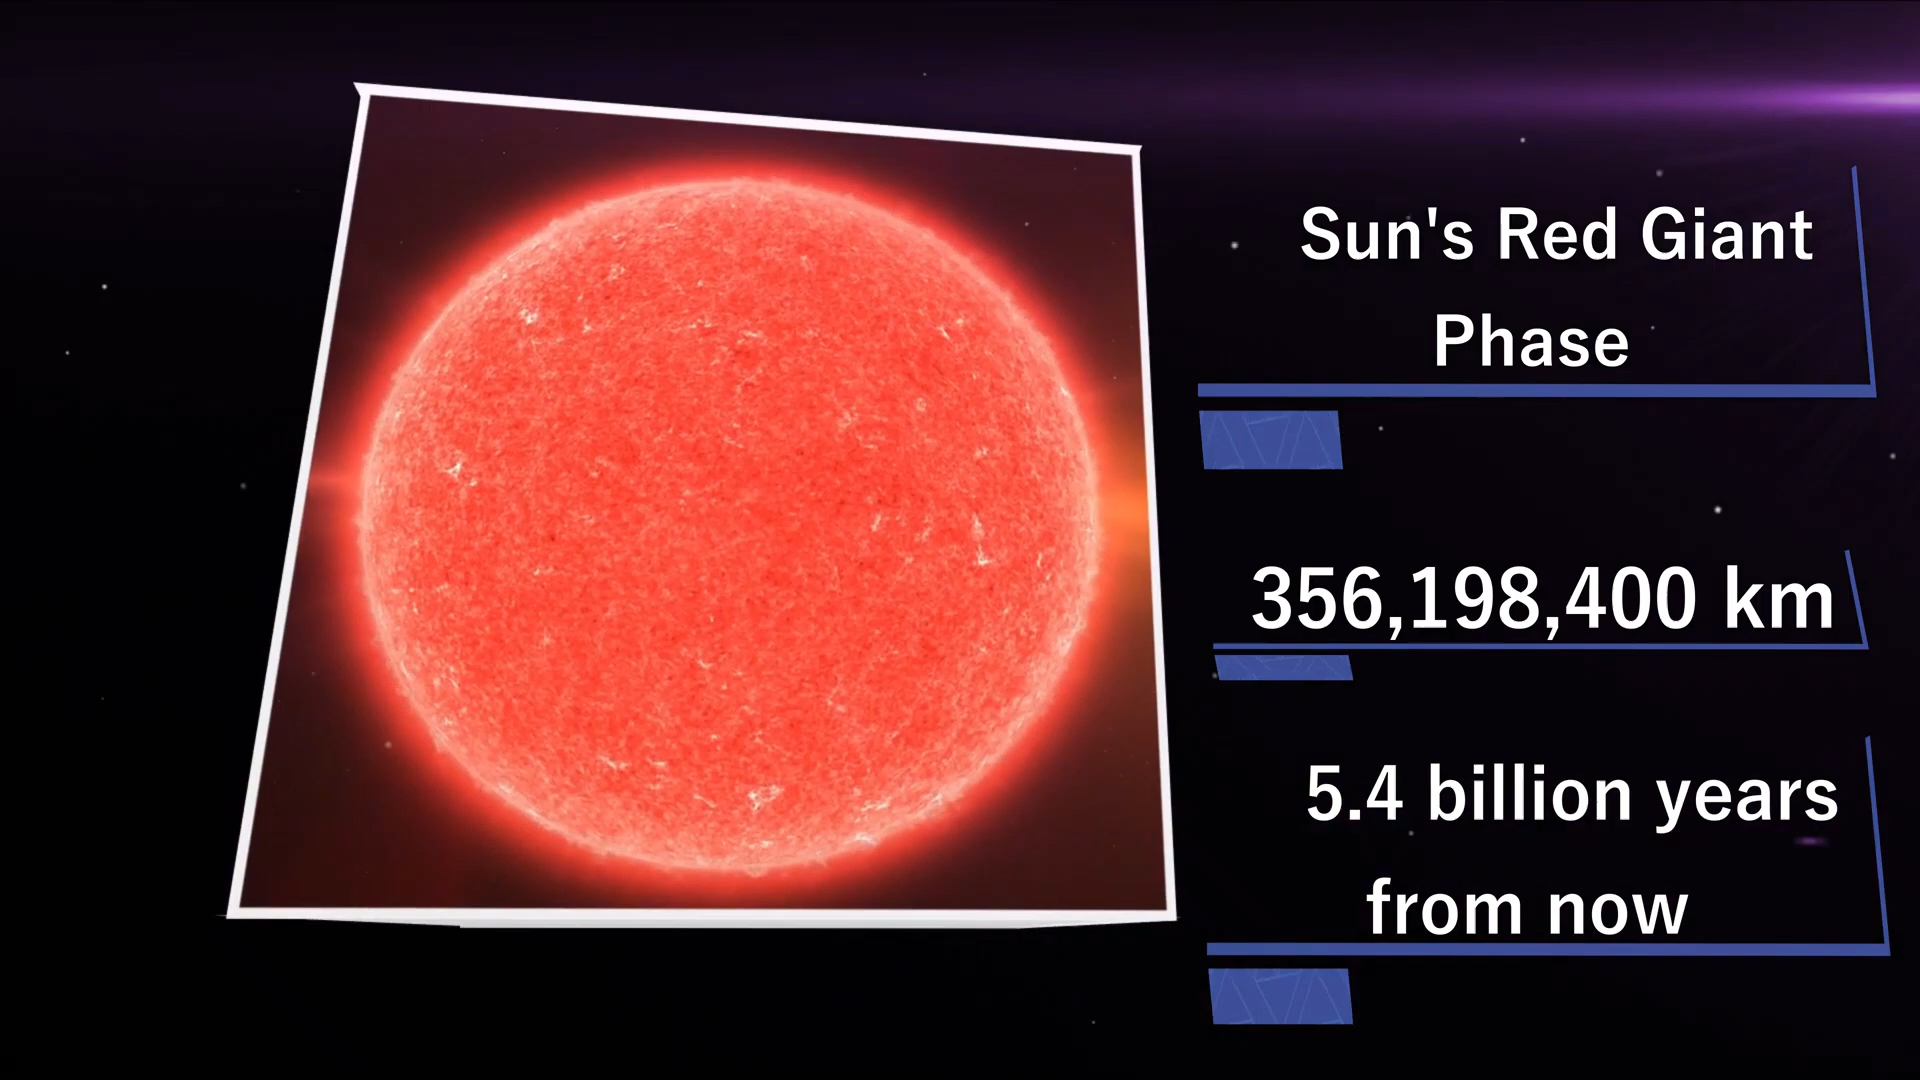 Sun's Red Giant
Phase
356,198,400 km
5.4 billion years
from now